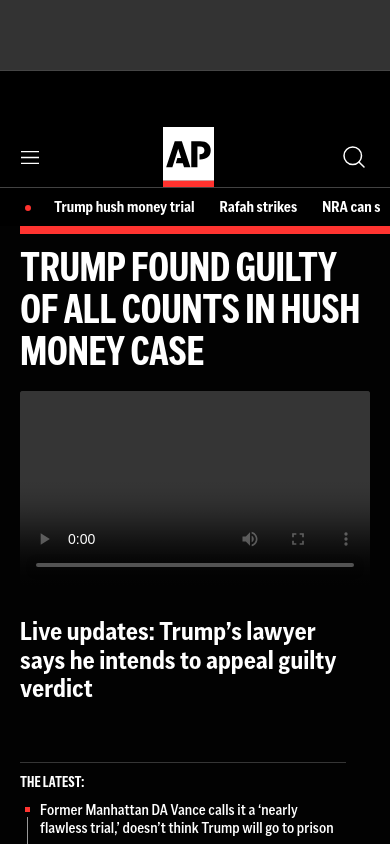 AP
Trump hush money trial Rafah strikes NRA can s
TRUMP FOUND GUILTY
OF ALL COUNTS IN HUSH
MONEY CASE
0:00
Live updates: Trump’s lawyer
says he intends to appeal guilty
verdict
THE LATEST:
Former Manhattan DA Vance calls it a ‘nearly
flawless trial,’ doesn’t think Trump will go to prison